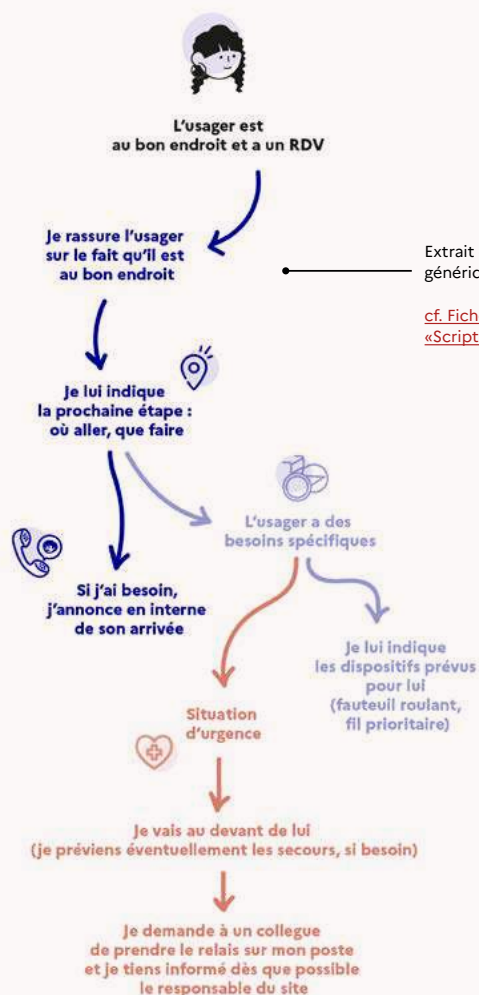 L'usager est
au bon endroit et a un RDV
Je rassure l'usager
sur le fait qu'il est
au bon endroit
Extrait
cf. Fich
«Script
Je lui indique
la prochaine étape :
où aller, que faire
L'usager a des
besoins spécifiques
Si j'ai besoin,
j'annonce en interne
de son arrivée
Je lui indique
les dispositifs prévus
pour lui
(fauteuil roulant,
fil prioritaire)
Situation
d'urgence
Je vais au devant de lui
(je préviens éventuellement les secours, si besoin)
Je demande à un collegue
de prendre le relais sur mon poste
et je tiens informé dès que possible
le responsable du site